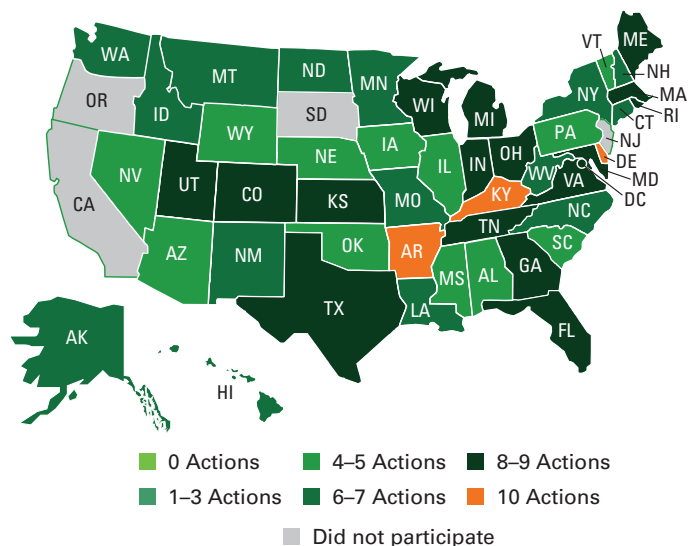 ME
VT
WA
NH
MT
ND
MN
MA
OR
NY
WI
RI
ID
SD
MI
CT
WY
PA
NJ
IA
NE
OH
DE
NV
IN
IL
WV
MD
UT
VA
CO
DC
KS
MO
KY
CA
NC
TN
OK
AZ
NM
AR
SC
MS
AL
GA
TX
LA
FL
AK
HI
0 Actions
4–5 Actions
8–9 Actions
1–3 Actions
6–7 Actions
10 Actions
Did not participate